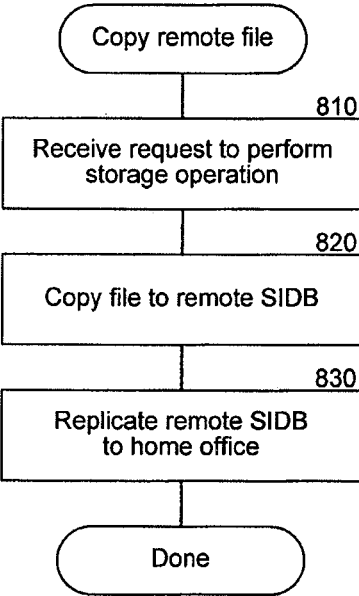 Copy remote file
810
Receive request to perform
storage operation
820
Copy file to remote SIDB
830
Replicate remote SIDB
to home office
Done